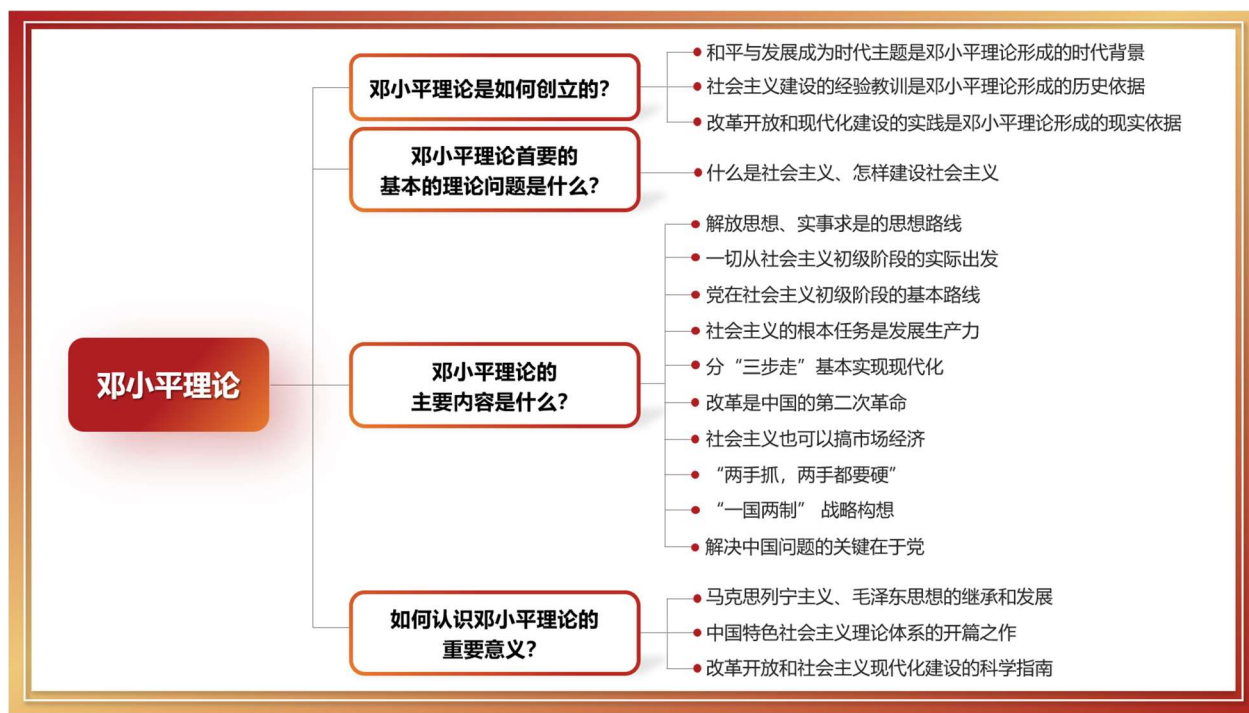 邓小平理论
邓小平理论是如何创立的？
和平与发展成为时代主题是邓小平理论形成的时代背景
社会主义建设的经验教训是邓小平理论形成的历史依据
改革开放和现代化建设的实践是邓小平理论形成的现实依据
邓小平理论首要的
基本的理论问题是什么？
什么是社会主义、怎样建设社会主义
邓小平理论的
主要内容是什么？
解放思想、实事求是的思想路线
一切从社会主义初级阶段的实际出发
党在社会主义初级阶段的基本路线
社会主义的根本任务是发展生产力
分“三步走”基本实现现代化
改革是中国的第二次革命
社会主义也可以搞市场经济
“两手抓，两手都要硬”
“一国两制” 战略构想
解决中国问题的关键在于党
如何认识邓小平理论的
重要意义？
马克思列宁主义、毛泽东思想的继承和发展
中国特色社会主义理论体系的开篇之作
改革开放和社会主义现代化建设的科学指南